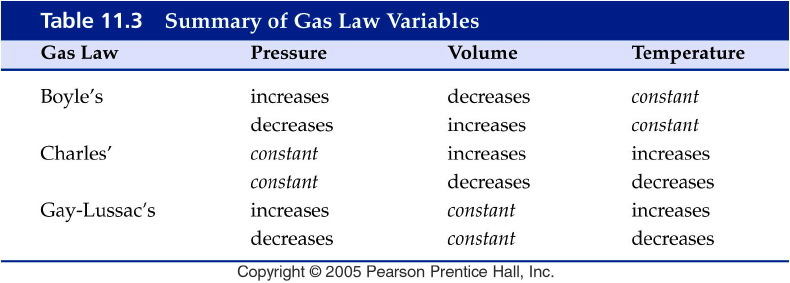 Table 11.3 Summary of Gas Law Variables
Gas Law Pressure Volume Temperature
Boyle's increases decreases constant
decreases increases constant
Charles' constant increases increases
constant decreases decreases
Gay-Lussac's increases constant increases
decreases constant decreases
Copyright © 2005 Pearson Prentice Hall, Inc.